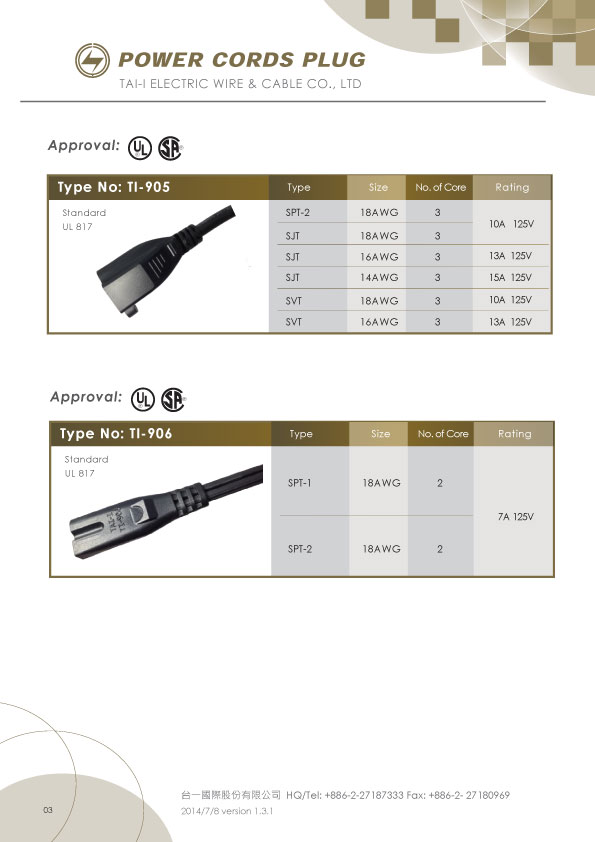 POWER CORDS PLUG
TAI-I ELECTRIC WIRE & CABLE CO., LTD
Approval: UL SA®
Type No: TI-905 Type Size No. of Core Rating
Standard
UL 817
SPT-2 18AWG 3 10A 125V
SJT 18AWG 3
SJT 16AWG 3 13A 125V
SJT 14AWG 3 15A 125V
SVT 18AWG 3 10A 125V
SVT 16AWG 3 13A 125V
Approval: UL SA®
Type No: TI-906 Type Size No. of Core Rating
Standard
UL 817
SPT-1 18AWG 2
7A 125V
SPT-2 18AWG 2
台一國際股份有限公司 HQ/Tel: +886-2-27187333 Fax: +886-2- 27180969
03
2014/7/8 version 1.3.1